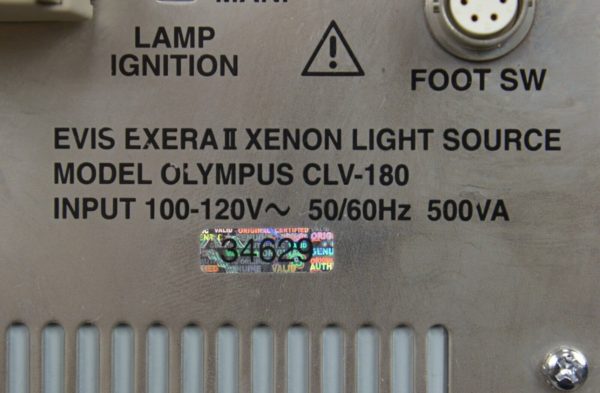 LAMP
IGNITION
FOOT SW
EVIS EXERA II XENON LIGHT SOURCE
MODEL OLYMPUS CLV-180
INPUT 100-120V~ 50/60Hz 500VA
34629